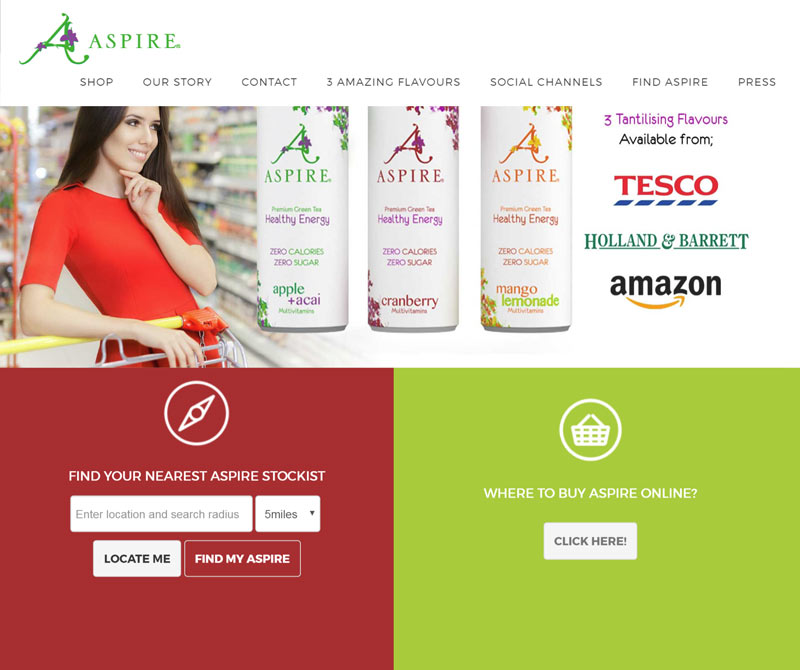 ASPIRE®
SHOP OUR STORY CONTACT 3 AMAZING FLAVOURS SOCIAL CHANNELS FIND ASPIRE PRESS
ASPIRE®
Premium Green Tea
Healthy Energy
ZERO CALORIES
ZERO SUGAR
apple
+acai
Multivitamins
ASPIRE®
Premium Green Tea
Healthy Energy
ZERO CALORIES
ZERO SUGAR
cranberry
Multivitamins
ASPIRE®
Premium Green Tea
Healthy Energy
ZERO CALORIES
ZERO SUGAR
mango
lemonade
Multivitamins
3 Tantilising Flavours
Available from;
TESCO
HOLLAND & BARRETT
amazon
FIND YOUR NEAREST ASPIRE STOCKIST
Enter location and search radius 5miles
LOCATE ME FIND MY ASPIRE
WHERE TO BUY ASPIRE ONLINE?
CLICK HERE!